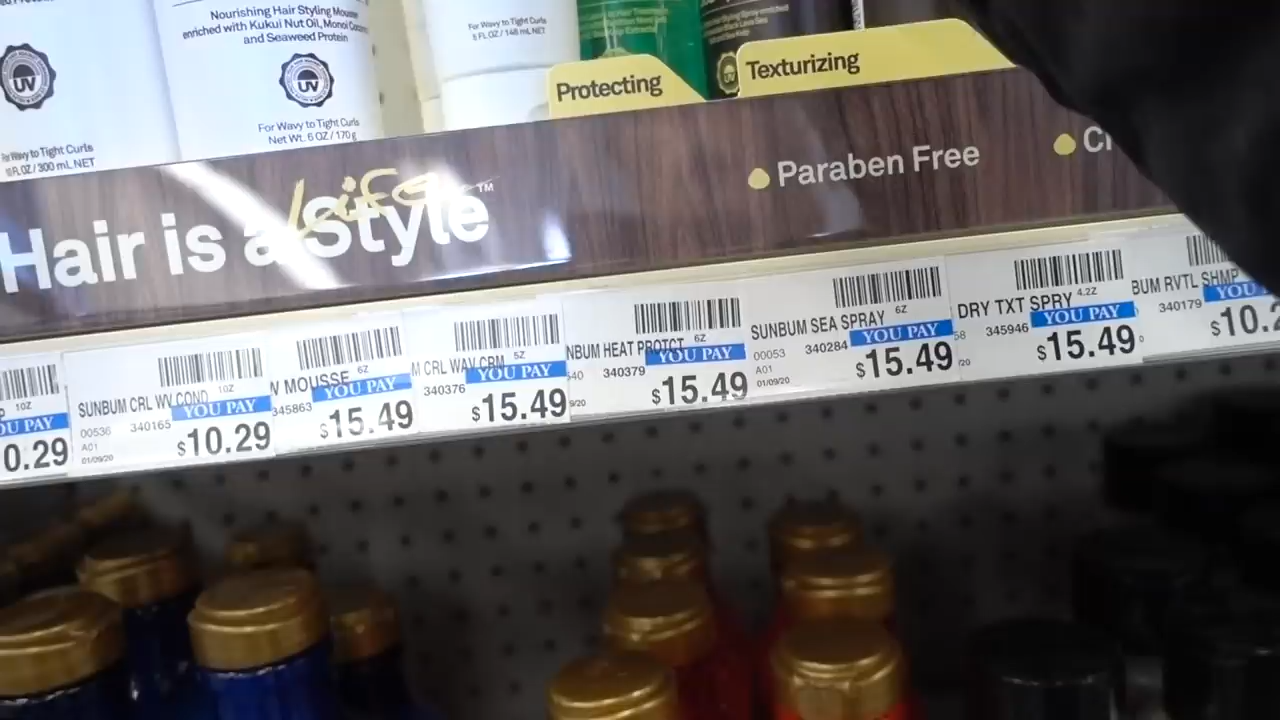 Nourishing Hair Styling Mousse
enriched with Kukui Nut Oil, Monoi Coconut
and Seaweed Protein
UV
UV
For Wavy to Tight Curls
Net Wt. 6 OZ / 170 g
For Wavy to Tight Curls
10 FL OZ / 300 mL NET
For Wavy to Tight Curls
5 FL OZ / 148 mL NET
Protecting
Texturizing
Hair is a Style™
Life
Paraben Free
10Z
YOU PAY
0.29
SUNBUM CRL WV COND 10Z
00536 340165 YOU PAY
A01
01/09/20
$10.29
W MOUSSE 6Z
345863 YOU PAY
$15.49
M CRL WAV CRM 5Z
340376 YOU PAY
$15.49
NBUM HEAT PROTCT 6Z
340379 YOU PAY
$15.49
SUNBUM SEA SPRAY 6Z
00053 340284 YOU PAY
A01
01/09/20
$15.49
DRY TXT SPRY 4.2Z
345946 YOU PAY
$15.49
BUM RVTL SHMP
340179 YOU
$10.2